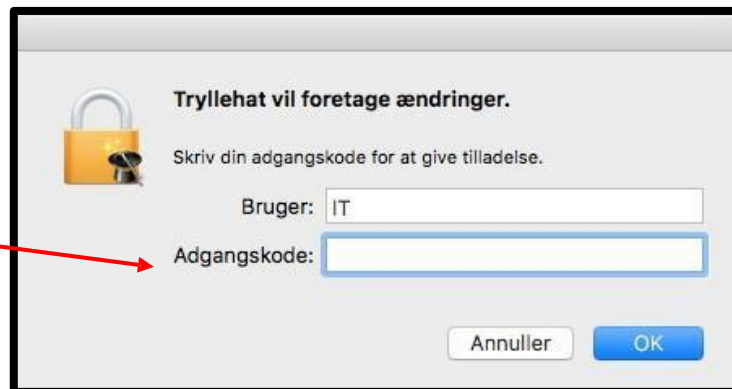 Tryllehat vil foretage ændringer.
Skriv din adgangskode for at give tilladelse.
Bruger: IT
Adgangskode:
Annuller OK